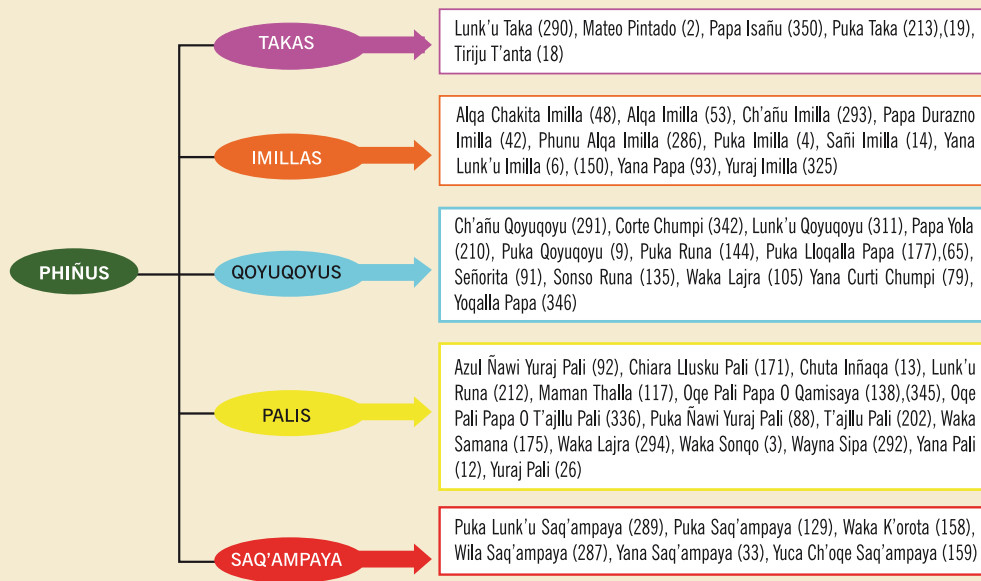 TAKAS
Lunk'u Taka (290), Mateo Pintado (2), Papa Isañu (350), Puka Taka (213),(19),
Tiriju T'anta (18)
IMILLAS
Alqa Chakita Imilla (48), Alqa Imilla (53), Ch'añu Imilla (293), Papa Durazno
Imilla (42), Phunu Alqa Imilla (286), Puka Imilla (4), Sañi Imilla (14), Yana
Lunk'u Imilla (6), (150), Yana Papa (93), Yuraj Imilla (325)
PHIÑUS
QOYUQOYUS
Ch'añu Qoyuqoyu (291), Corte Chumpi (342), Lunk'u Qoyuqoyu (311), Papa Yola
(210), Puka Qoyuqoyu (9), Puka Runa (144), Puka Lloqalla Papa (177),(65),
Señorita (91), Sonso Runa (135), Waka Lajra (105) Yana Curti Chumpi (79),
Yoqalla Papa (346)
PALIS
Azul Ñawi Yuraj Pali (92), Chiara Llusku Pali (171), Chuta Inñaqa (13), Lunk'u
Runa (212), Maman Thalla (117), Oqe Pali Papa O Qamisaya (138),(345), Oqe
Pali Papa O T'ajllu Pali (336), Puka Ñawi Yuraj Pali (88), T'ajllu Pali (202), Waka
Samana (175), Waka Lajra (294), Waka Sonqo (3), Wayna Sipa (292), Yana Pali
(12), Yuraj Pali (26)
SAQ'AMPAYA
Puka Lunk'u Saq'ampaya (289), Puka Saq'ampaya (129), Waka K'orota (158),
Wila Saq'ampaya (287), Yana Saq'ampaya (33), Yuca Ch'oqe Saq'ampaya (159)